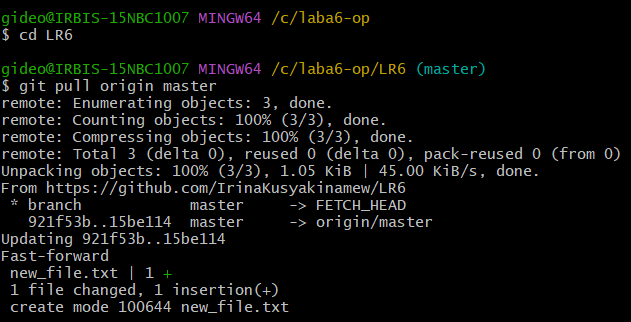 gideo@IRBIS-15NBC1007 MINGW64 /c/laba6-op
$ cd LR6
gideo@IRBIS-15NBC1007 MINGW64 /c/laba6-op/LR6 (master)
$ git pull origin master
remote: Enumerating objects: 3, done.
remote: Counting objects: 100% (3/3), done.
remote: Compressing objects: 100% (3/3), done.
remote: Total 3 (delta 0), reused 0 (delta 0), pack-reused 0 (from 0)
Unpacking objects: 100% (3/3), 1.05 KiB | 45.00 KiB/s, done.
From https://github.com/IrinaKusyakinamew/LR6
 * branch            master     -> FETCH_HEAD
   921f53b..15be114  master     -> origin/master
Updating 921f53b..15be114
Fast-forward
 new_file.txt | 1 +
 1 file changed, 1 insertion(+)
 create mode 100644 new_file.txt